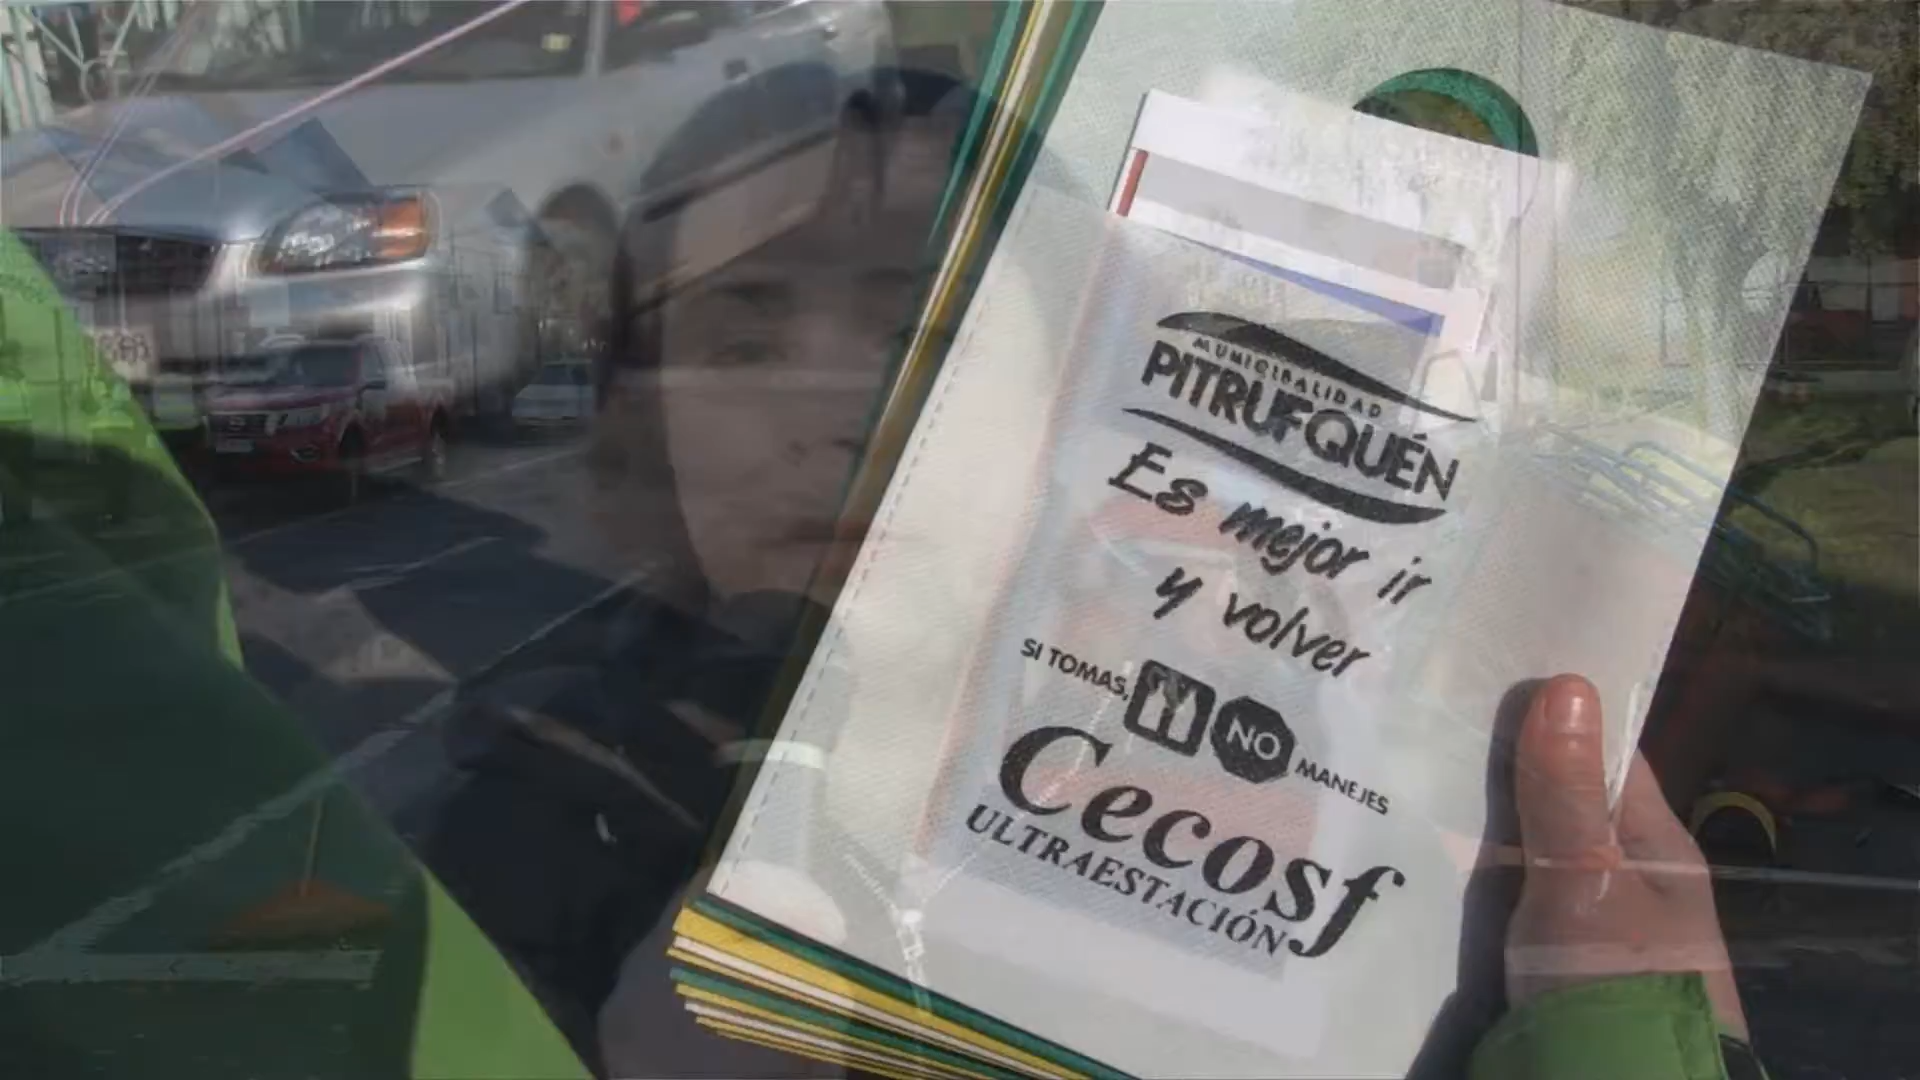 MUNICIPALIDAD
PITRUFQUÉN
Es mejor ir
y volver
SI TOMAS, NO MANEJES
Cecosf
ULTRAESTACIÓN